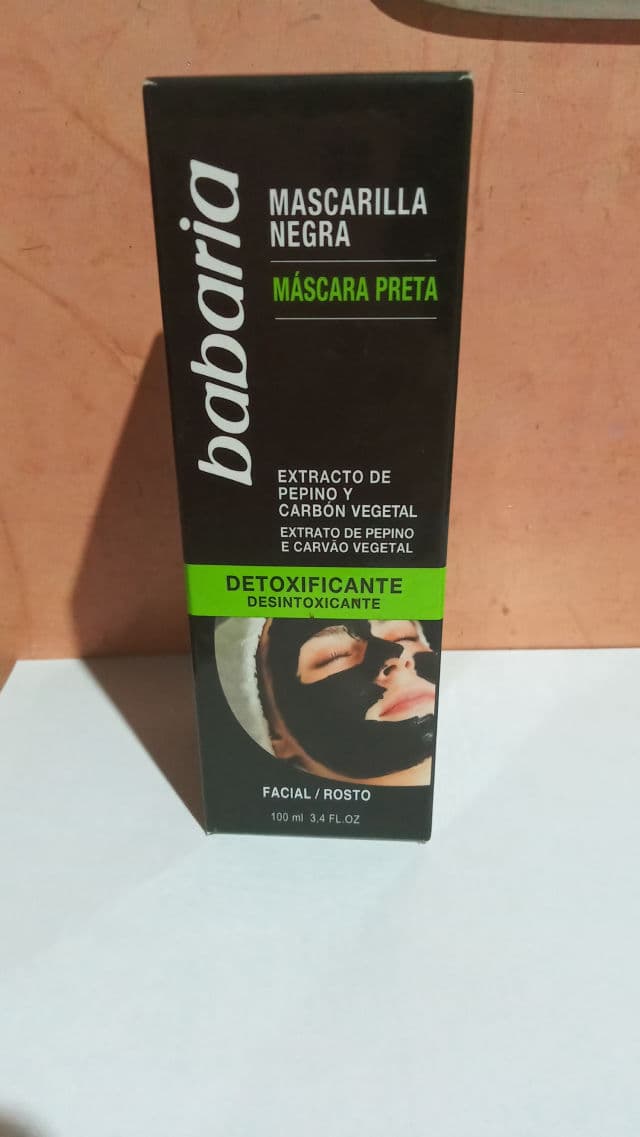 babaria
MASCARILLA
NEGRA
MÁSCARA PRETA
EXTRACTO DE
PEPINO Y
CARBÓN VEGETAL
EXTRATO DE PEPINO
E CARVÃO VEGETAL
DETOXIFICANTE
DESINTOXICANTE
FACIAL / ROSTO
100 ml 3,4 FL.OZ